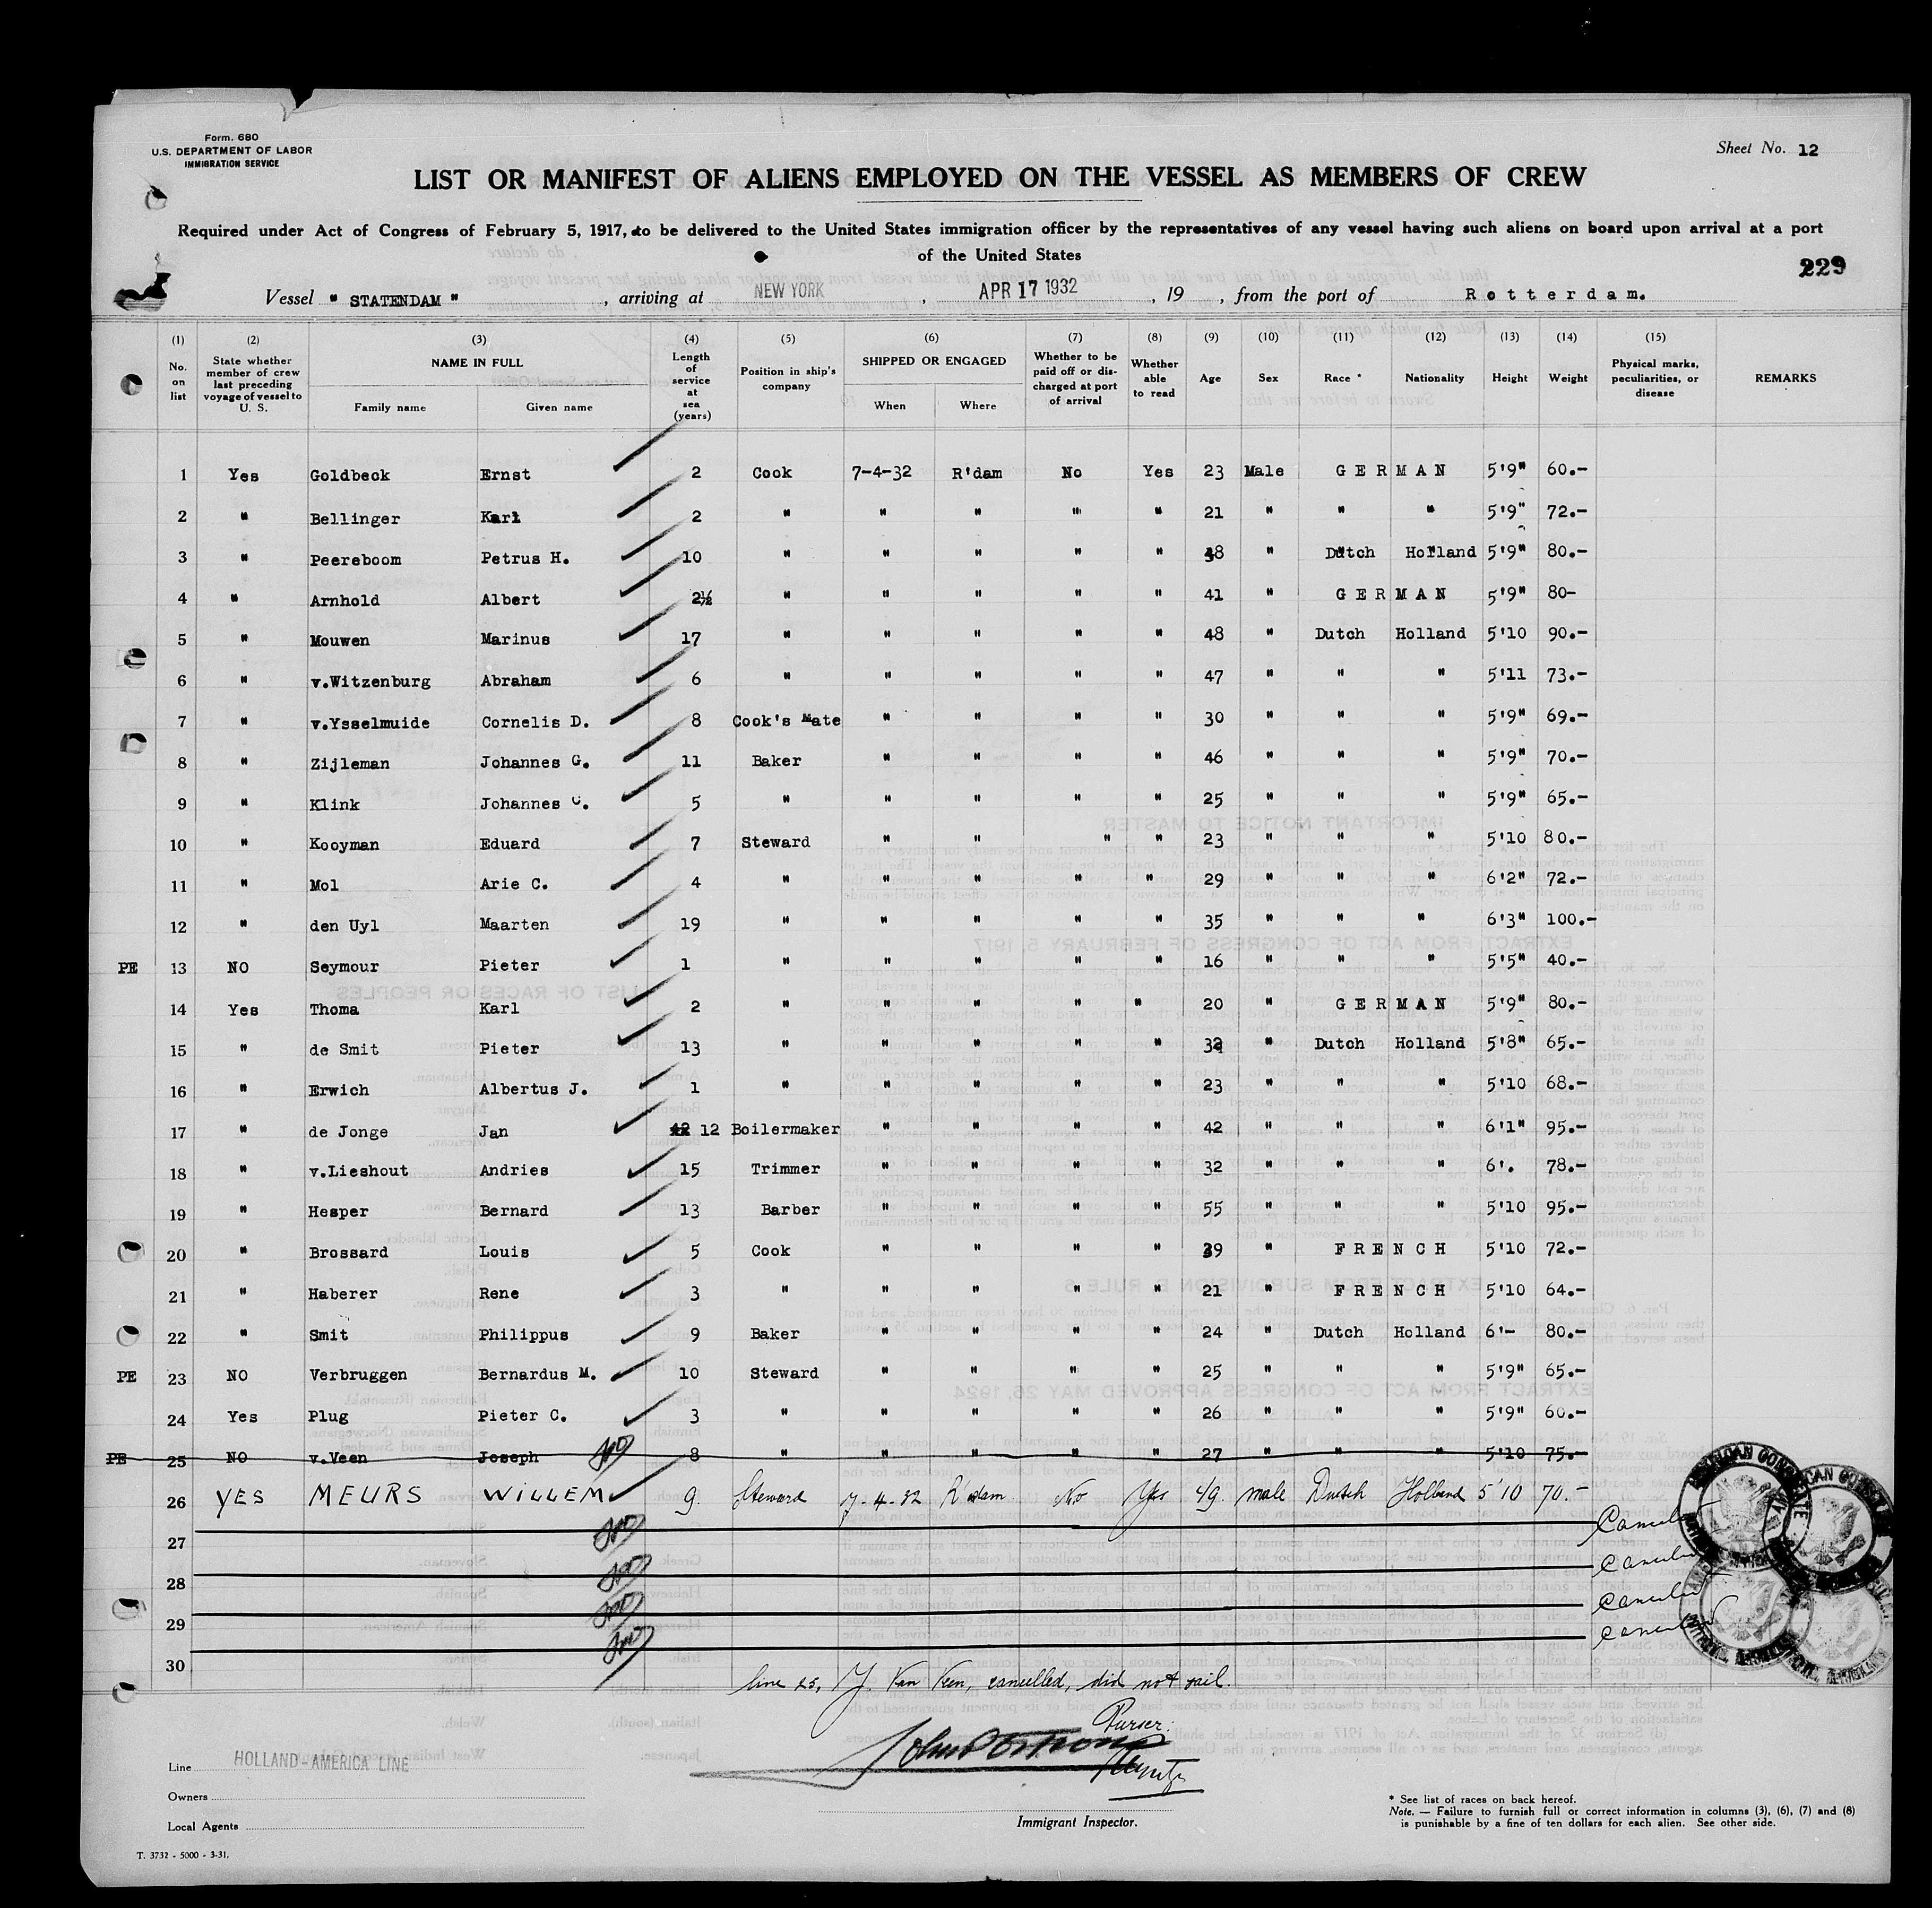 Form. 680
U.S. DEPARTMENT OF LABOR
IMMIGRATION SERVICE
Sheet No. 12
LIST OR MANIFEST OF ALIENS EMPLOYED ON THE VESSEL AS MEMBERS OF CREW
Required under Act of Congress of February 5, 1917, to be delivered to the United States immigration officer by the representatives of any vessel having such aliens on board upon arrival at a port
of the United States
229
Vessel " STATENDAM " , arriving at NEW YORK , APR 17 1932 , 19 , from the port of Rotterdam.
(1) No. on list (2) State whether member of crew last preceding voyage of vessel to U. S. (3) NAME IN FULL Family name Given name (4) Length of service at sea (years) (5) Position in ship's company (6) SHIPPED OR ENGAGED When Where (7) Whether to be paid off or discharged at port of arrival (8) Whether able to read (9) Age (10) Sex (11) Race * (12) Nationality (13) Height (14) Weight (15) Physical marks, peculiarities, or disease REMARKS
1 Yes Goldbeck Ernst 2 Cook 7-4-32 R'dam No Yes 23 Male GERMAN 5'9" 60.-
2 " Bellinger Karl 2 " " " " " 21 " " " 5'9" 72.-
3 " Peereboom Petrus H. 10 " " " " " 38 " Dutch Holland 5'9" 80.-
4 " Arnhold Albert 2½ " " " " " 41 " GERMAN 5'9" 80-
5 " Mouwen Marinus 17 " " " " " 48 " Dutch Holland 5'10 90.-
6 " v.Witzenburg Abraham 6 " " " " " 47 " " " 5'11 73.-
7 " v.Ysselmuide Cornelis D. 8 Cook's Mate " " " " 30 " " " 5'9" 69.-
8 " Zijleman Johannes G. 11 Baker " " " " 46 " " " 5'9" 70.-
9 " Klink Johannes C. 5 " " " " " 25 " " " 5'9" 65.-
10 " Kooyman Eduard 7 Steward " " " " 23 " " " 5'10 80.-
11 " Mol Arie C. 4 " " " " " 29 " " " 6'2" 72.-
12 " den Uyl Maarten 19 " " " " " 35 " " " 6'3" 100.-
PE 13 NO Seymour Pieter 1 " " " " " 16 " " " 5'5" 40.-
14 Yes Thoma Karl 2 " " " " " 20 " GERMAN 5'9" 80.-
15 " de Smit Pieter 13 " " " " " 32 " Dutch Holland 5'8" 65.-
16 " Erwich Albertus J. 1 " " " " " 23 " " " 5'10 68.-
17 " de Jonge Jan 12 Boilermaker " " " " 42 " " " 6'1" 95.-
18 " v.Lieshout Andries 15 Trimmer " " " " 32 " " " 6'. 78.-
19 " Hesper Bernard 13 Barber " " " " 55 " " " 5'10 95.-
20 " Brossard Louis 5 Cook " " " " 39 " FRENCH 5'10 72.-
21 " Haberer Rene 3 " " " " " 21 " FRENCH 5'10 64.-
22 " Smit Philippus 9 Baker " " " " 24 " Dutch Holland 6'- 80.-
PE 23 NO Verbruggen Bernardus M. 10 Steward " " " " 25 " " " 5'9" 65.-
24 Yes Plug Pieter C. 3 " " " " " 26 " " " 5'9" 60.-
PE 25 NO v.Veen Joseph 8 " " " " " 27 " " " 5'10 75.-
26 YES MEURS WILLEM 9. Steward 7-4-32 R'dam No Yes 49. male Dutch Holland 5'10 70.-
27
28
29
30
line 25, J. Van Veen, cancelled, did not sail.
Purser:
Line HOLLAND-AMERICA LINE
Owners
Local Agents
Immigrant Inspector.
* See list of races on back hereof.
Note. — Failure to furnish full or correct information in columns (3), (6), (7) and (8)
is punishable by a fine of ten dollars for each alien. See other side.
T. 3732 - 5000 - 3-31.